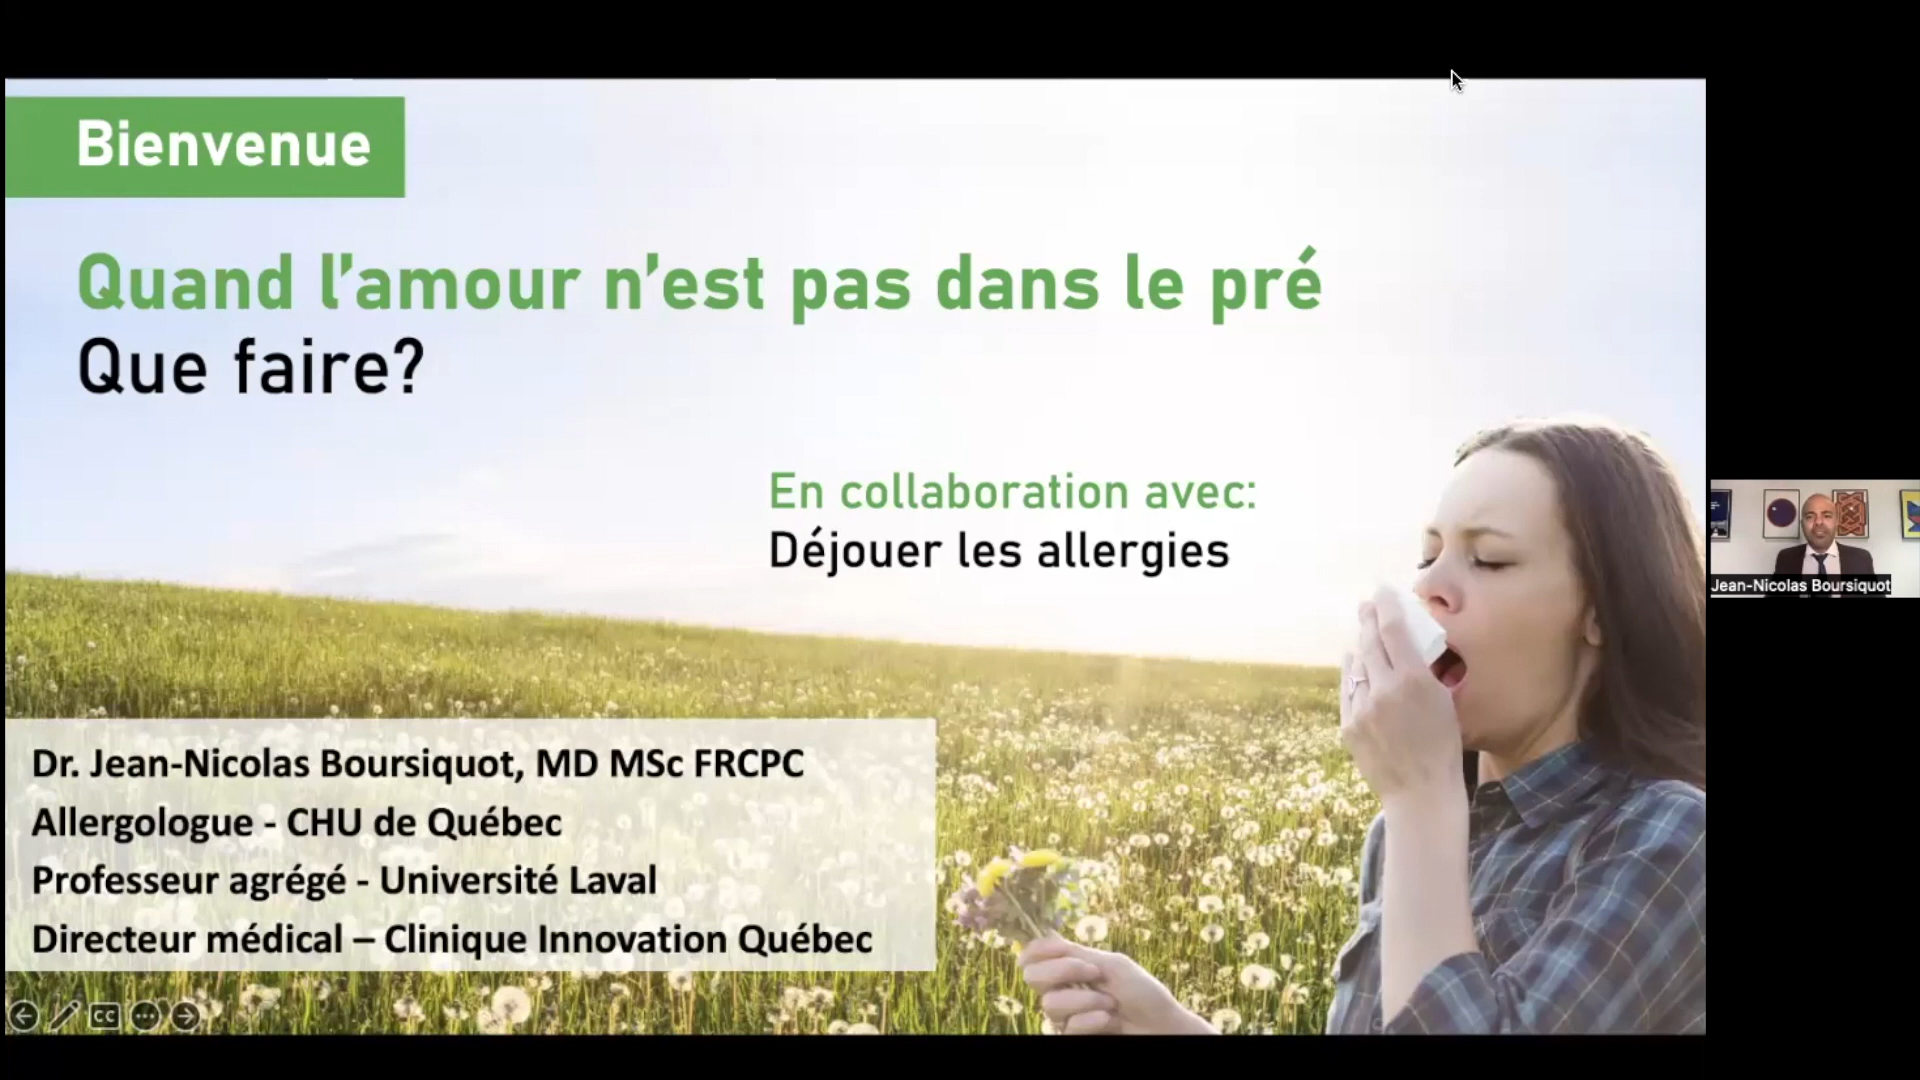 Bienvenue
Quand l'amour n'est pas dans le pré
Que faire?
En collaboration avec:
Déjouer les allergies
Dr. Jean-Nicolas Boursiquot, MD MSc FRCPC
Allergologue - CHU de Québec
Professeur agrégé - Université Laval
Directeur médical – Clinique Innovation Québec
CC
Jean-Nicolas Boursiquot